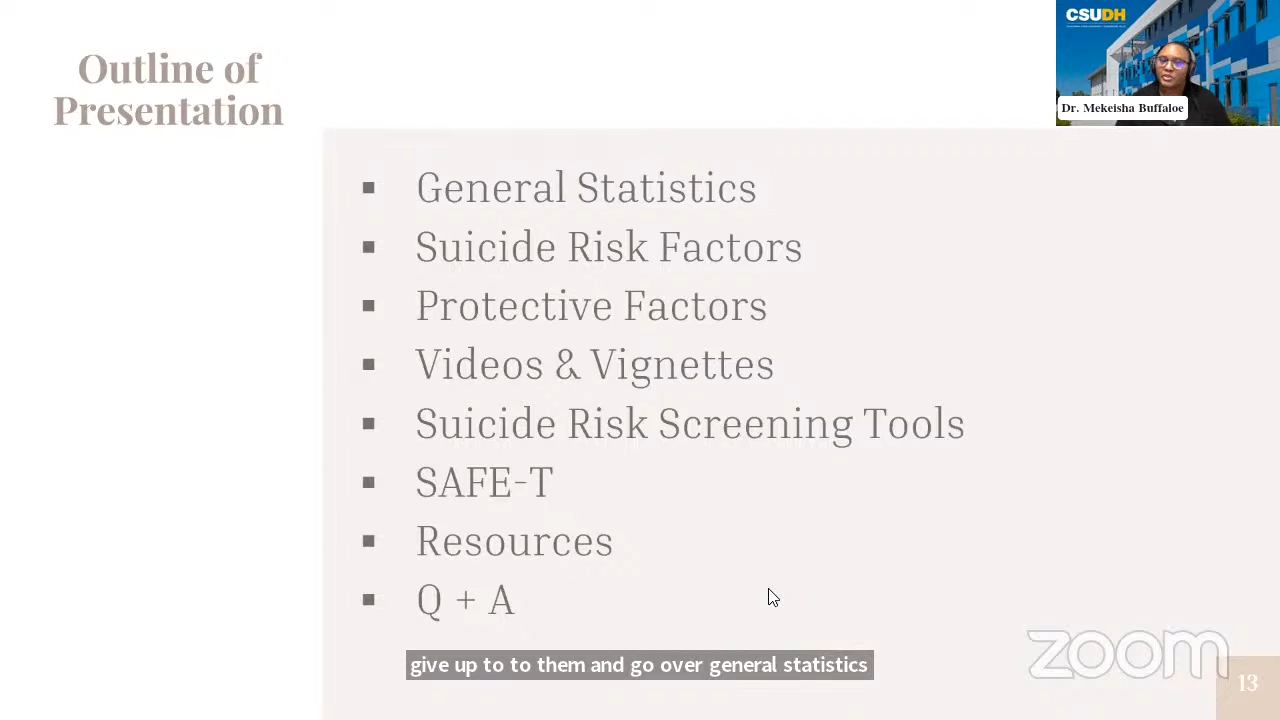 Outline of
Presentation
CSUDH
Dr. Mekeisha Buffaloe
▪ General Statistics
▪ Suicide Risk Factors
▪ Protective Factors
▪ Videos & Vignettes
▪ Suicide Risk Screening Tools
▪ SAFE-T
▪ Resources
▪ Q + A
give up to to them and go over general statistics
zoom
13